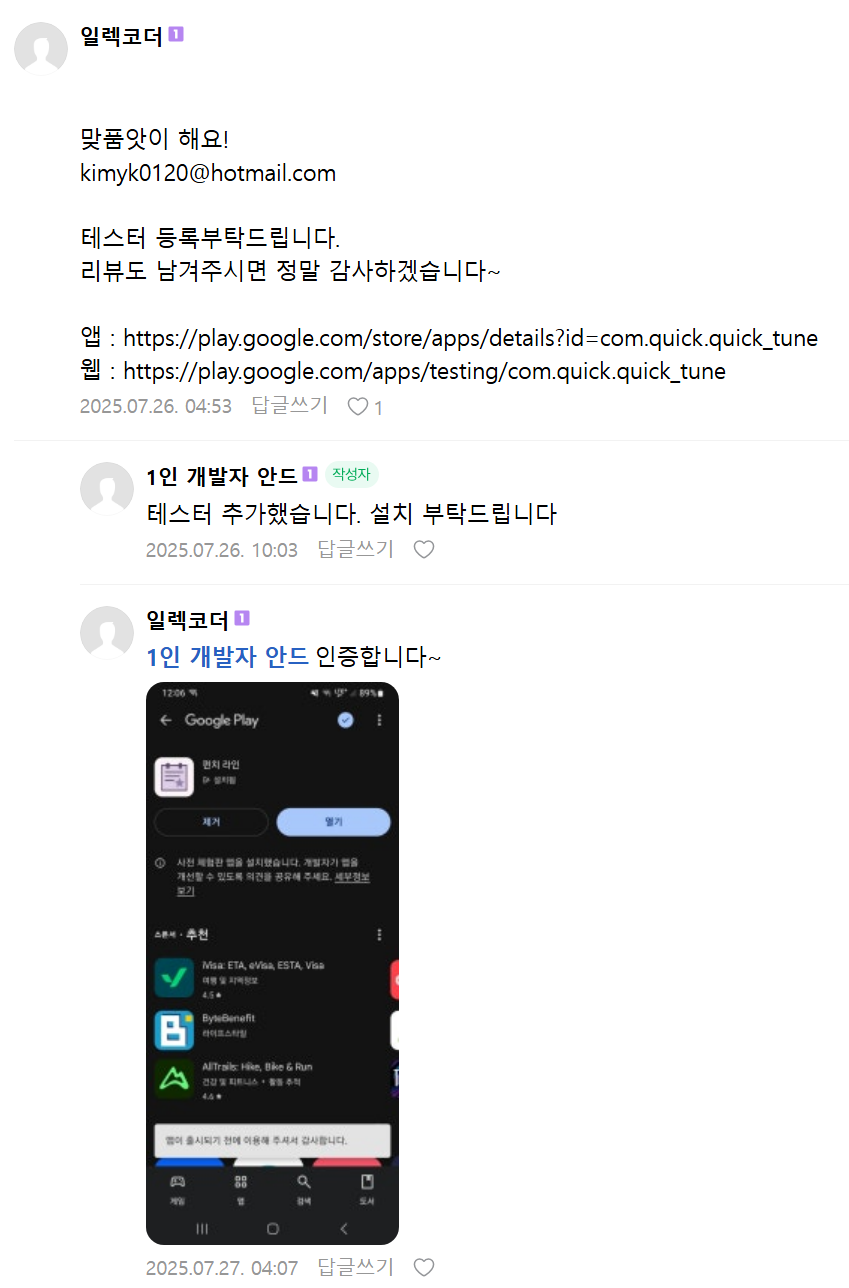 일렉코더 1
맞품앗이 해요!
kimyk0120@hotmail.com
테스터 등록부탁드립니다.
리뷰도 남겨주시면 정말 감사하겠습니다~
앱 : https://play.google.com/store/apps/details?id=com.quick.quick_tune
웹 : https://play.google.com/apps/testing/com.quick.quick_tune
2025.07.26. 04:53 답글쓰기 1
1인 개발자 안드 1 작성자
테스터 추가했습니다. 설치 부탁드립니다
2025.07.26. 10:03 답글쓰기
일렉코더 1
1인 개발자 안드 인증합니다~
12:06 89%
Google Play
펀치 라인
설치됨
제거 열기
사전 체험판 앱을 설치했습니다. 개발자가 앱을
개선할 수 있도록 의견을 공유해 주세요. 세부정보
보기
스폰서 · 추천
iVisa: ETA, eVisa, ESTA, Visa
여행 및 지역정보
4.5★
ByteBenefit
라이프스타일
AllTrails: Hike, Bike & Run
건강 및 피트니스 • 활동 추적
4.6★
앱이 출시되기 전에 이용해 주셔서 감사합니다.
게임 앱 검색 도서
2025.07.27. 04:07 답글쓰기